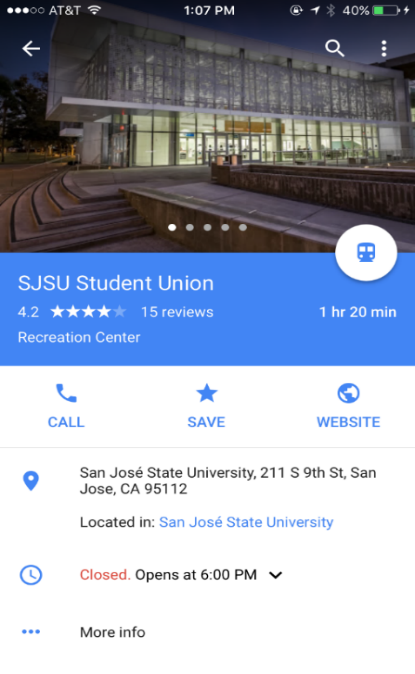 AT&T 1:07 PM 40%
SJSU Student Union
4.2 15 reviews 1 hr 20 min
Recreation Center
CALL SAVE WEBSITE
San José State University, 211 S 9th St, San
Jose, CA 95112
Located in: San José State University
Closed. Opens at 6:00 PM
More info